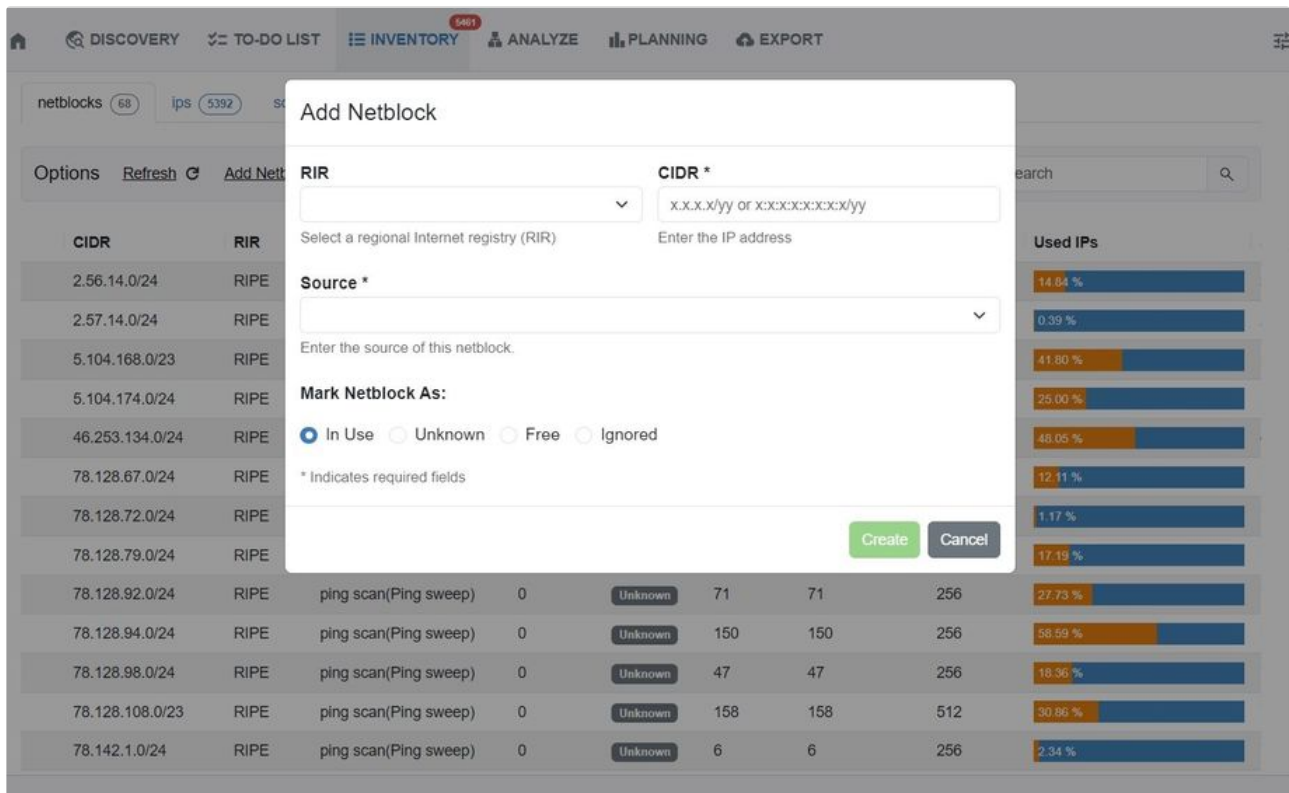 5461
DISCOVERY TO-DO LIST INVENTORY ANALYZE PLANNING EXPORT
netblocks 68 ips 5392
Add Netblock
Options Refresh Add Netb
earch
RIR CIDR *
x.x.x.x/yy or x:x:x:x:x:x:x:x/yy
Select a regional Internet registry (RIR) Enter the IP address
Source *
Enter the source of this netblock.
Mark Netblock As:
In Use Unknown Free Ignored
* Indicates required fields
Create Cancel
CIDR RIR Used IPs
2.56.14.0/24 RIPE 14.84 %
2.57.14.0/24 RIPE 0.39 %
5.104.168.0/23 RIPE 41.80 %
5.104.174.0/24 RIPE 25.00 %
46.253.134.0/24 RIPE 48.05 %
78.128.67.0/24 RIPE 12.11 %
78.128.72.0/24 RIPE 1.17 %
78.128.79.0/24 RIPE 17.19 %
78.128.92.0/24 RIPE ping scan(Ping sweep) 0 Unknown 71 71 256 27.73 %
78.128.94.0/24 RIPE ping scan(Ping sweep) 0 Unknown 150 150 256 58.59 %
78.128.98.0/24 RIPE ping scan(Ping sweep) 0 Unknown 47 47 256 18.36 %
78.128.108.0/23 RIPE ping scan(Ping sweep) 0 Unknown 158 158 512 30.86 %
78.142.1.0/24 RIPE ping scan(Ping sweep) 0 Unknown 6 6 256 2.34 %